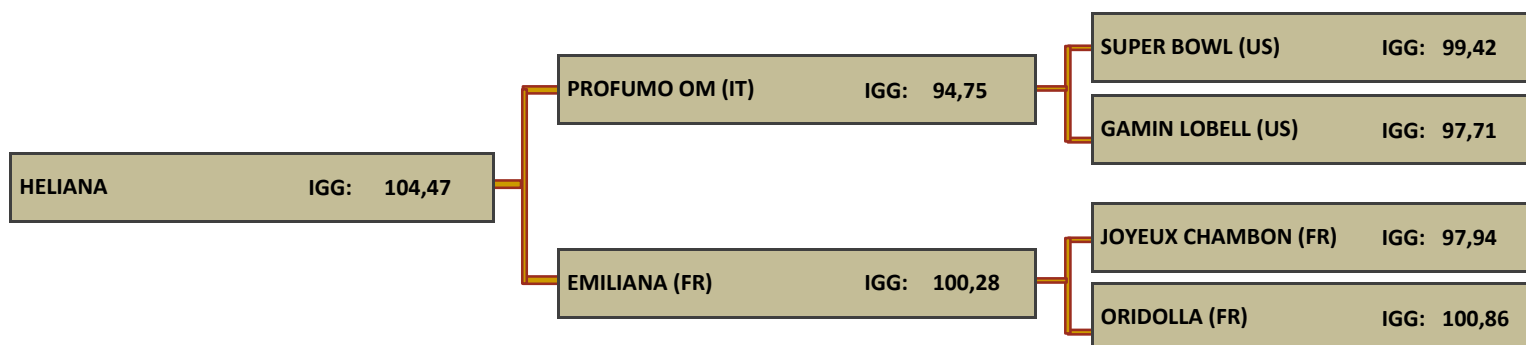 SUPER BOWL (US) IGG: 99,42
PROFUMO OM (IT) IGG: 94,75
GAMIN LOBELL (US) IGG: 97,71
HELIANA IGG: 104,47
JOYEUX CHAMBON (FR) IGG: 97,94
EMILIANA (FR) IGG: 100,28
ORIDOLLA (FR) IGG: 100,86